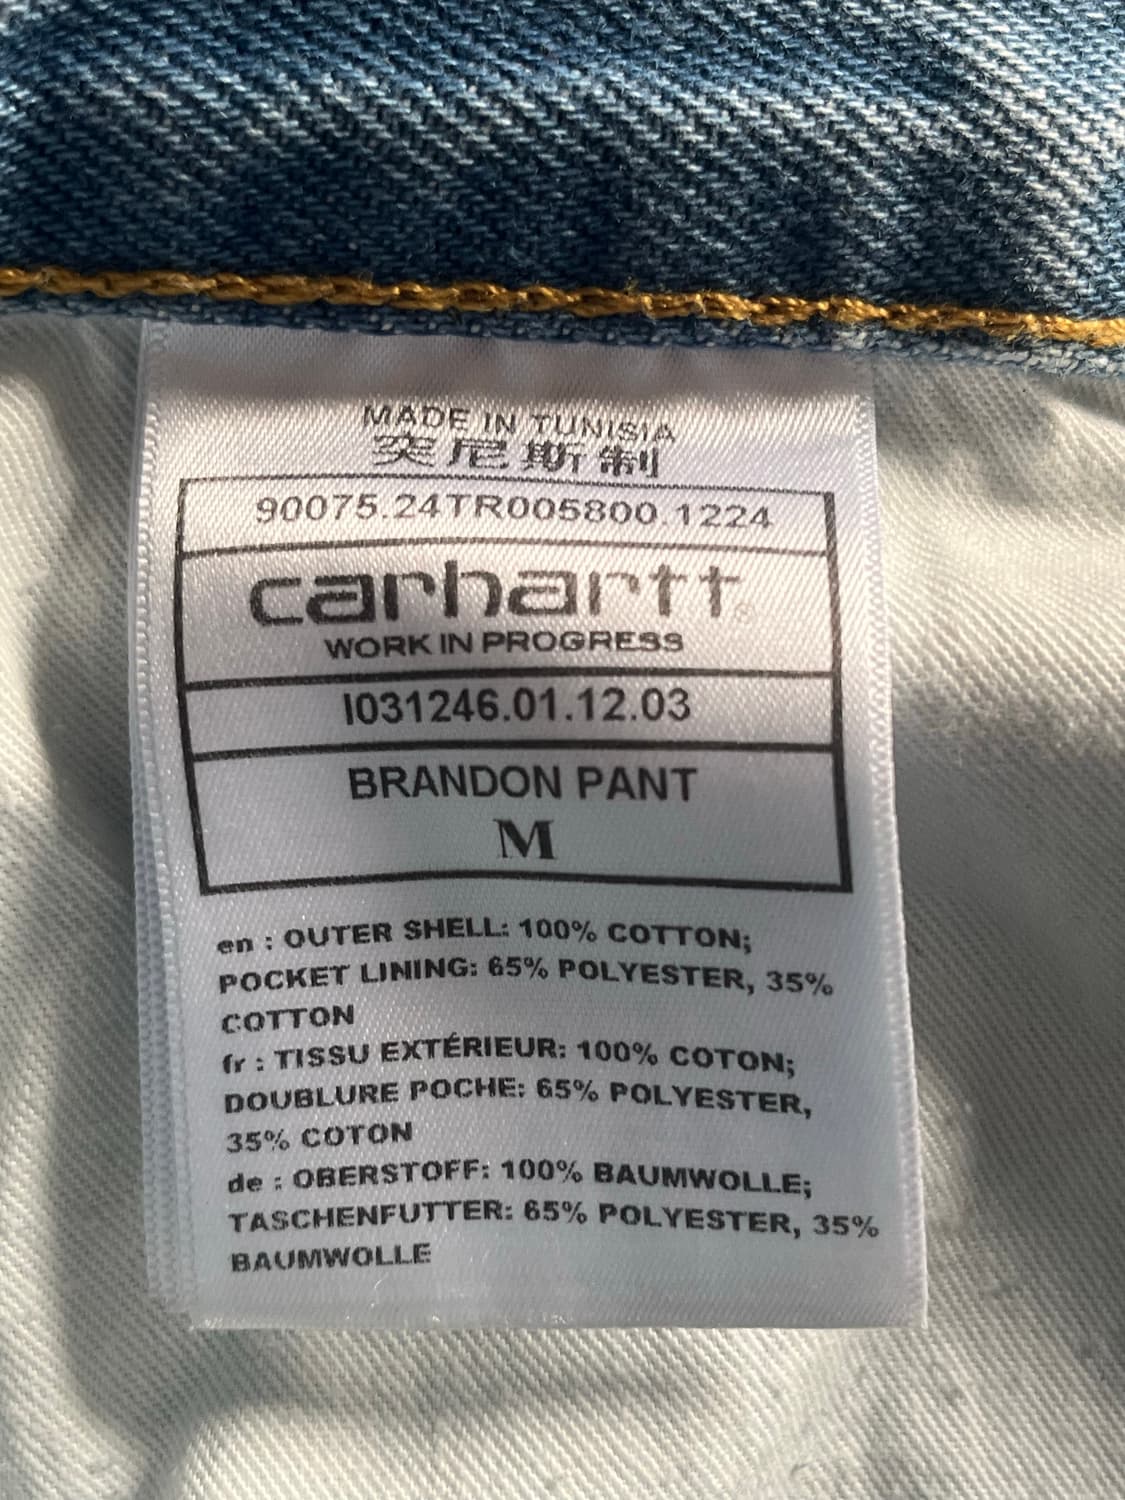 MADE IN TUNISIA
突尼斯制
90075.24TR005800.1224
carhartt®
WORK IN PROGRESS
I031246.01.12.03
BRANDON PANT
M
en : OUTER SHELL: 100% COTTON;
POCKET LINING: 65% POLYESTER, 35%
COTTON
fr : TISSU EXTÉRIEUR: 100% COTON;
DOUBLURE POCHE: 65% POLYESTER,
35% COTON
de : OBERSTOFF: 100% BAUMWOLLE;
TASCHENFUTTER: 65% POLYESTER, 35%
BAUMWOLLE